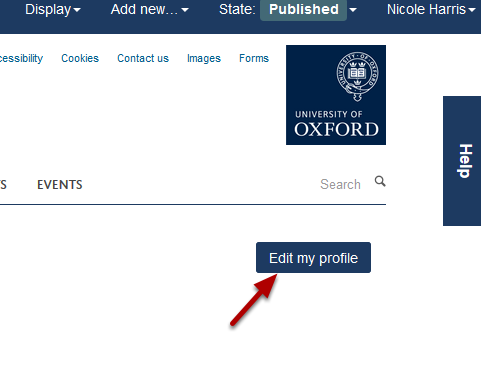 Display Add new... State: Published Nicole Harris
Cookies Contact us Images Forms
UNIVERSITY OF
OXFORD
Help
EVENTS Search
Edit my profile